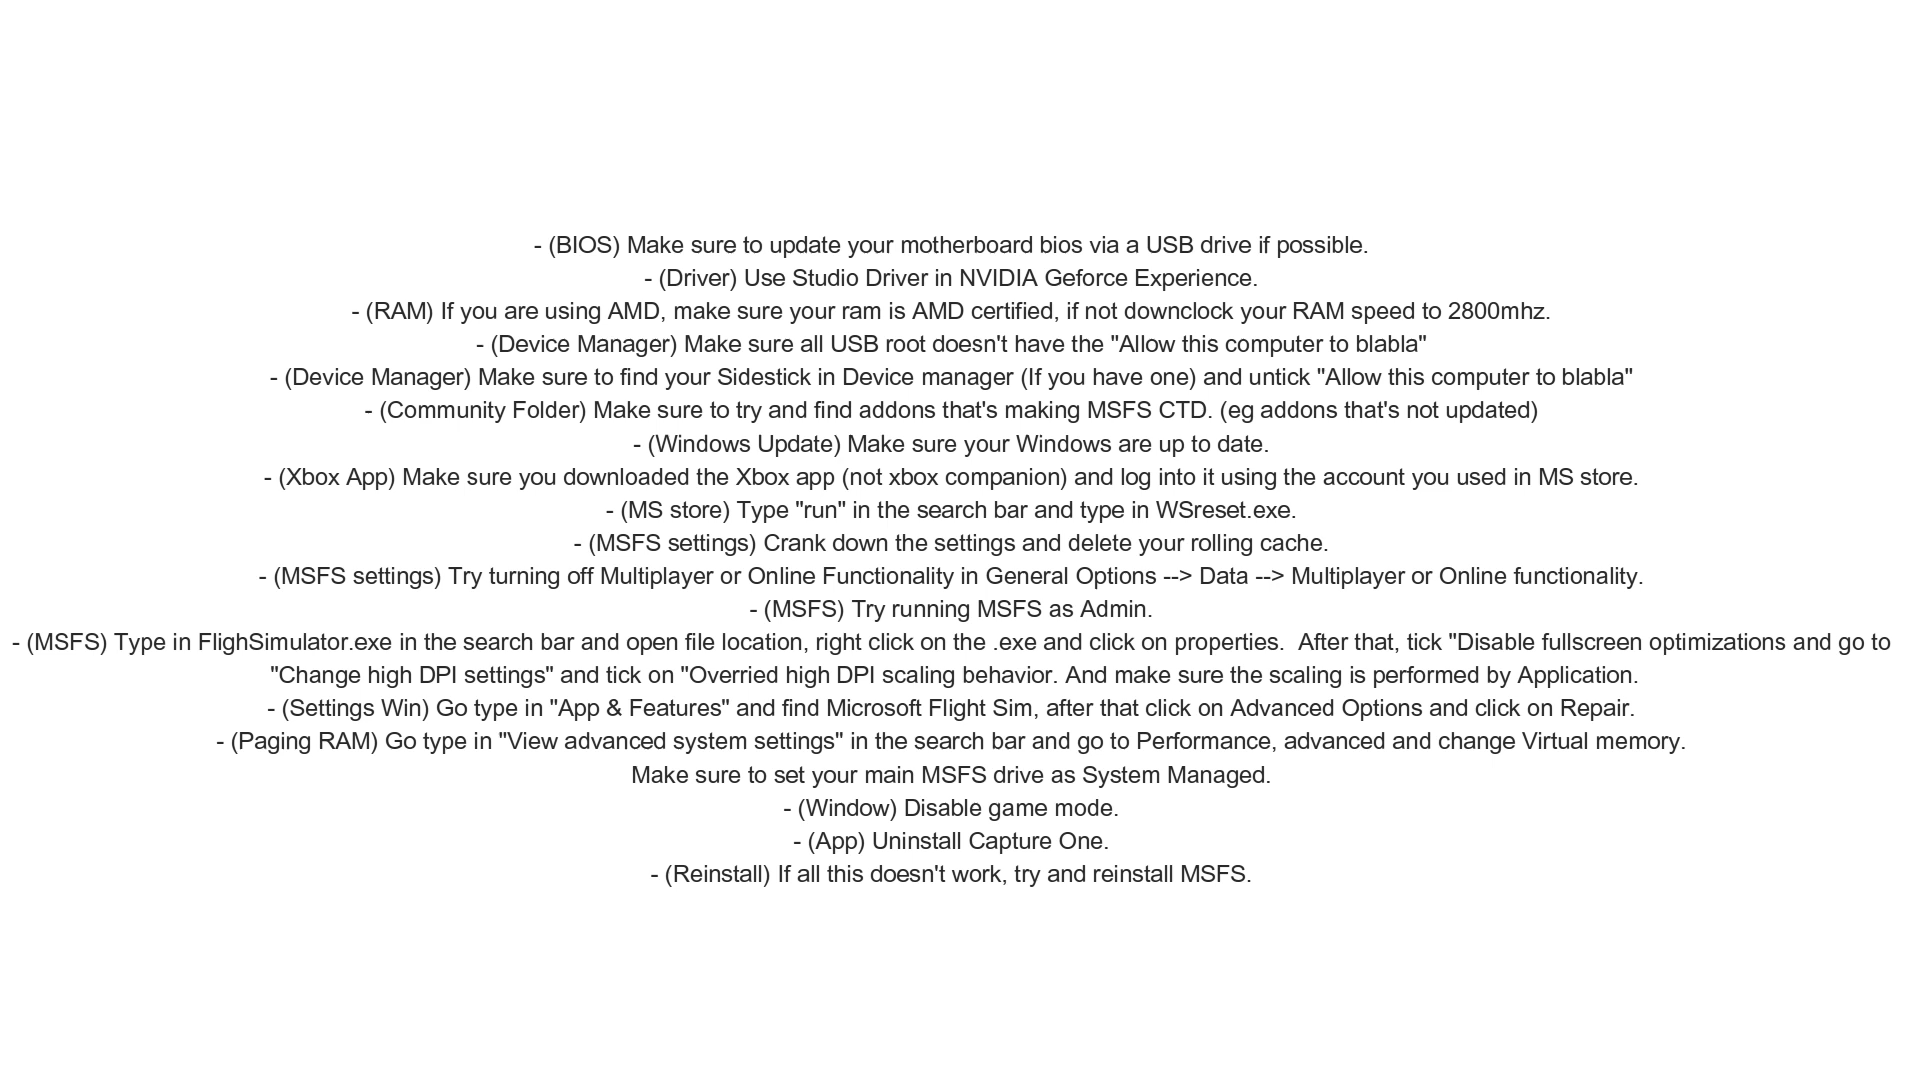 - (BIOS) Make sure to update your motherboard bios via a USB drive if possible.
- (Driver) Use Studio Driver in NVIDIA Geforce Experience.
- (RAM) If you are using AMD, make sure your ram is AMD certified, if not downclock your RAM speed to 2800mhz.
- (Device Manager) Make sure all USB root doesn't have the "Allow this computer to blabla"
- (Device Manager) Make sure to find your Sidestick in Device manager (If you have one) and untick "Allow this computer to blabla"
- (Community Folder) Make sure to try and find addons that's making MSFS CTD. (eg addons that's not updated)
- (Windows Update) Make sure your Windows are up to date.
- (Xbox App) Make sure you downloaded the Xbox app (not xbox companion) and log into it using the account you used in MS store.
- (MS store) Type "run" in the search bar and type in WSreset.exe.
- (MSFS settings) Crank down the settings and delete your rolling cache.
- (MSFS settings) Try turning off Multiplayer or Online Functionality in General Options --> Data --> Multiplayer or Online functionality.
- (MSFS) Try running MSFS as Admin.
- (MSFS) Type in FlighSimulator.exe in the search bar and open file location, right click on the .exe and click on properties.  After that, tick "Disable fullscreen optimizations and go to
"Change high DPI settings" and tick on "Overried high DPI scaling behavior. And make sure the scaling is performed by Application.
- (Settings Win) Go type in "App & Features" and find Microsoft Flight Sim, after that click on Advanced Options and click on Repair.
- (Paging RAM) Go type in "View advanced system settings" in the search bar and go to Performance, advanced and change Virtual memory.
Make sure to set your main MSFS drive as System Managed.
- (Window) Disable game mode.
- (App) Uninstall Capture One.
- (Reinstall) If all this doesn't work, try and reinstall MSFS.